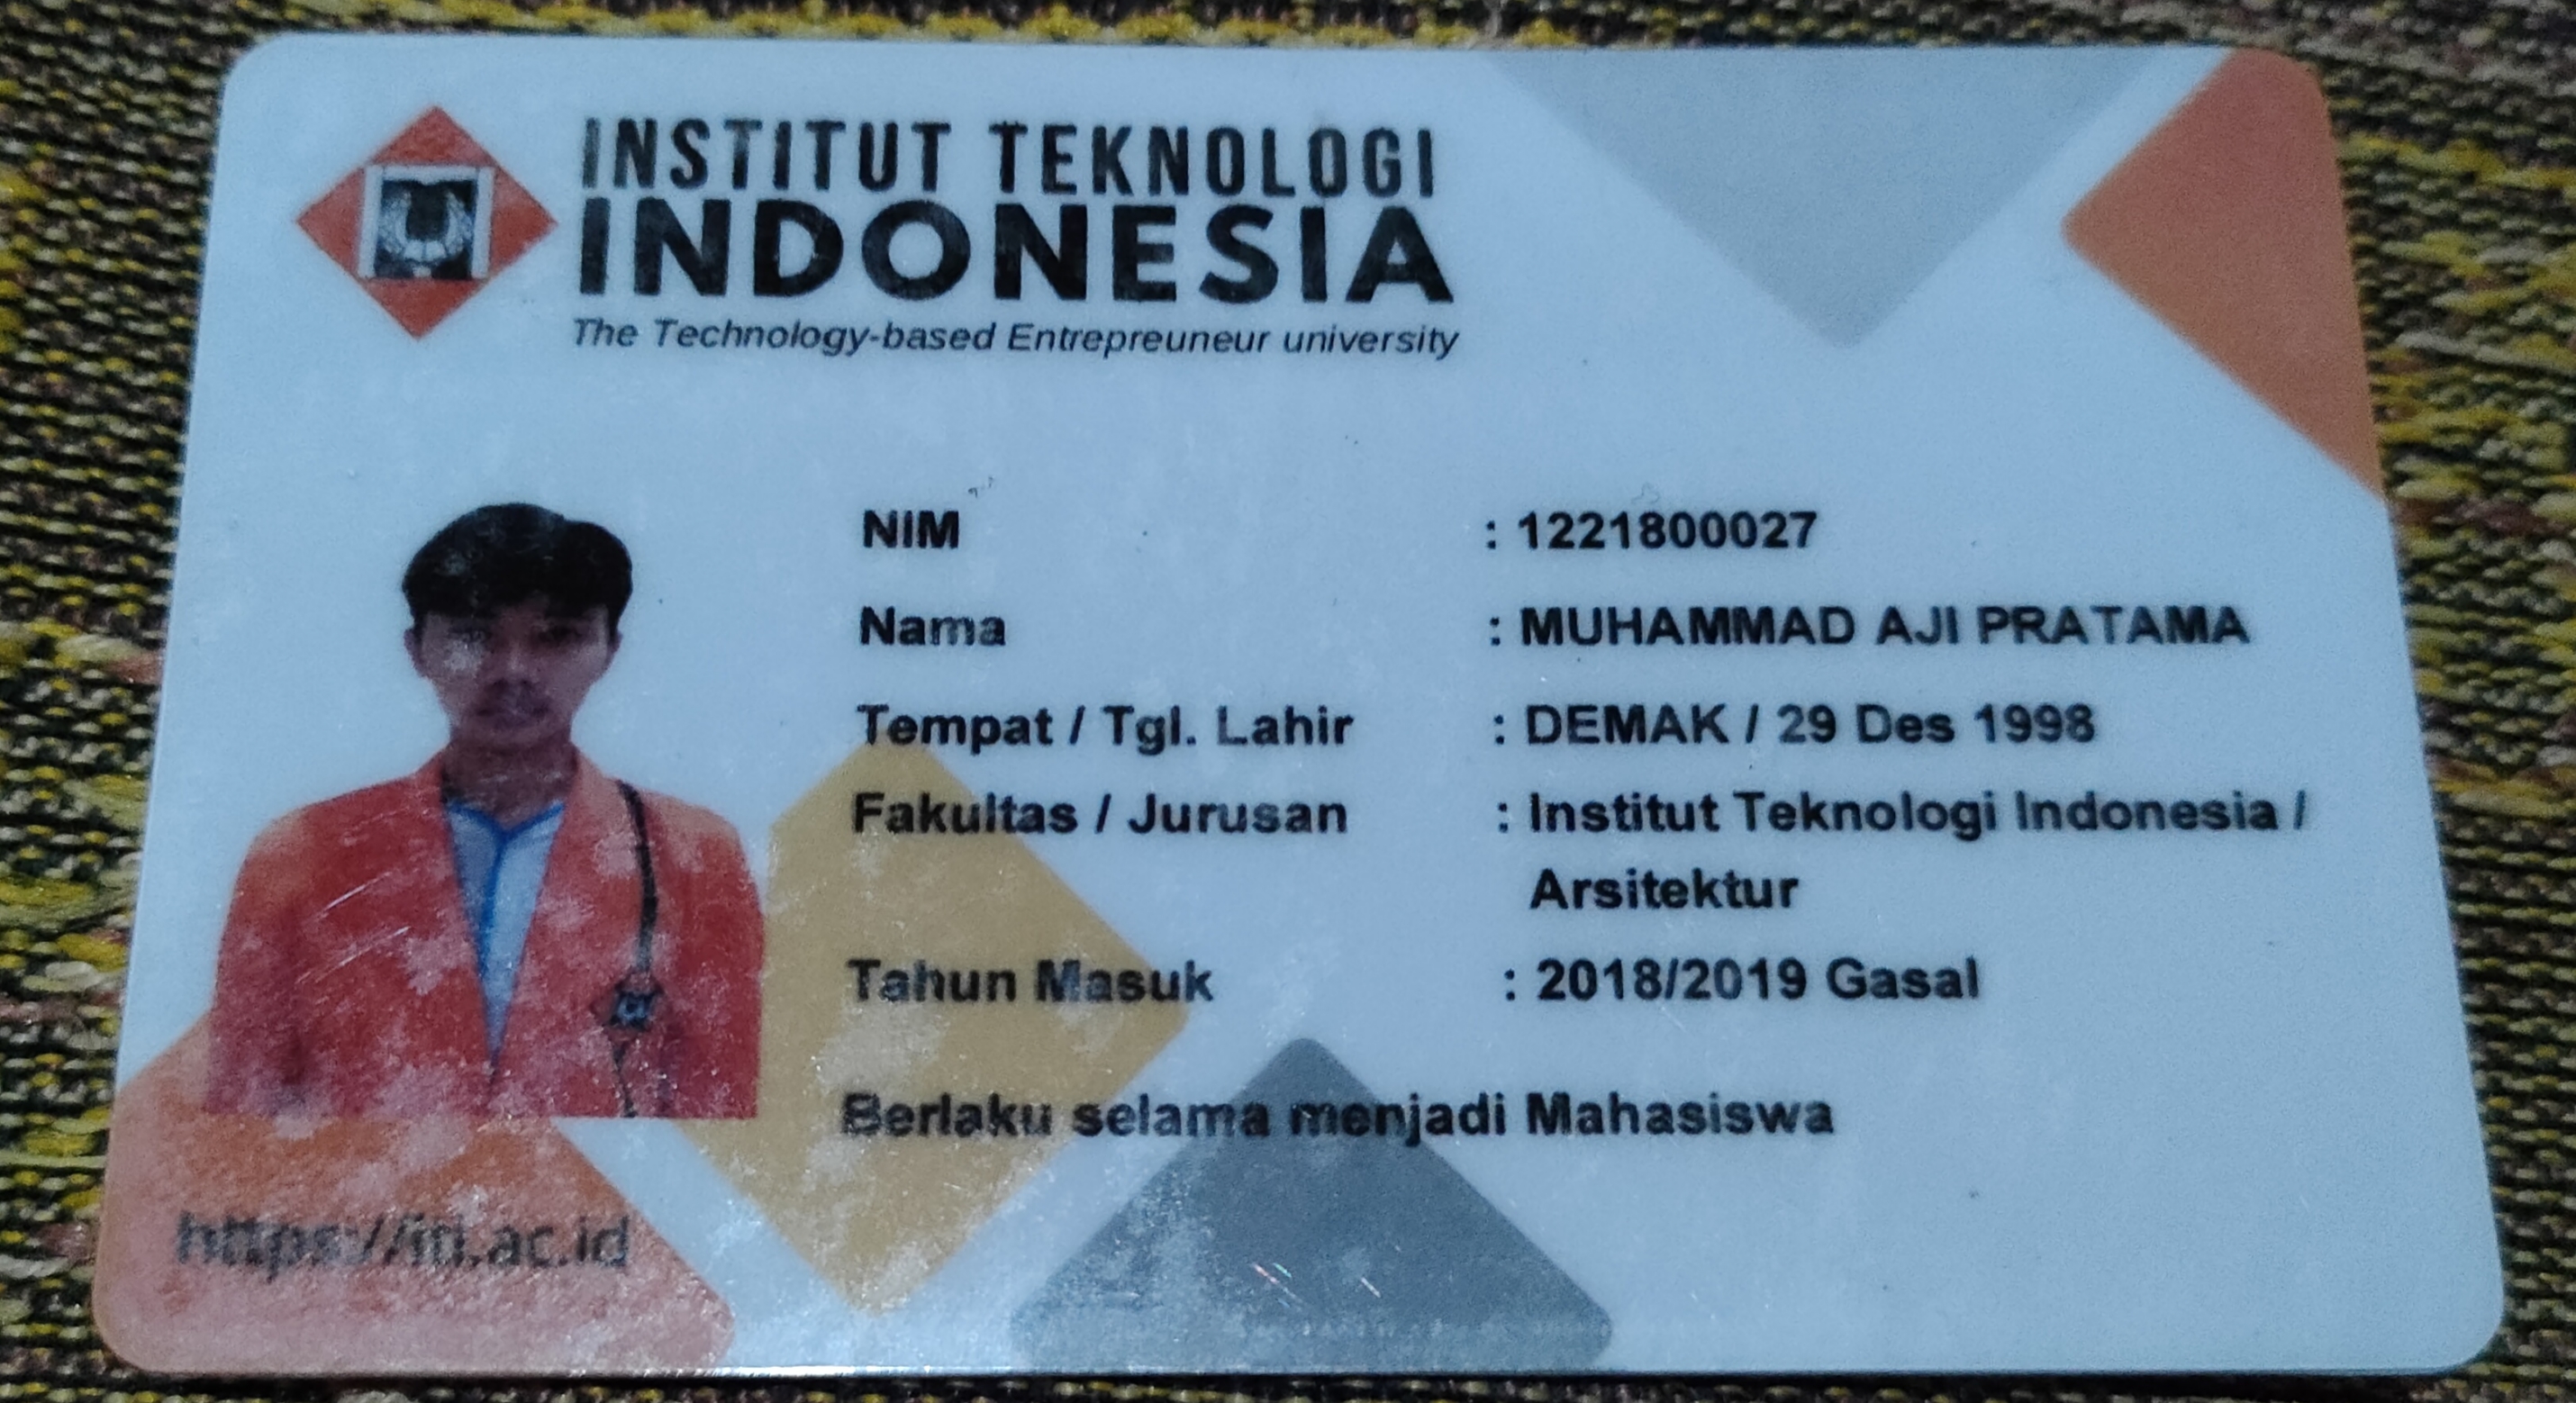 INSTITUT TEKNOLOGI
INDONESIA
The Technology-based Entrepreuneur university
NIM : 1221800027
Nama : MUHAMMAD AJI PRATAMA
Tempat / Tgl. Lahir : DEMAK / 29 Des 1998
Fakultas / Jurusan : Institut Teknologi Indonesia /
Arsitektur
Tahun Masuk : 2018/2019 Gasal
Berlaku selama menjadi Mahasiswa
https://iti.ac.id